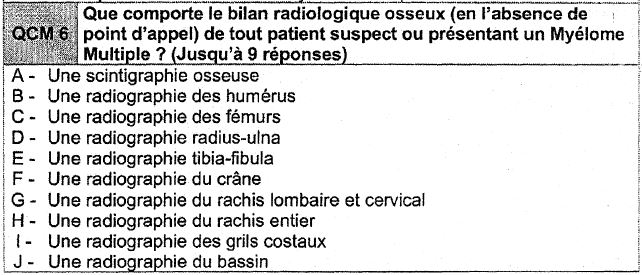 QCM 6 Que comporte le bilan radiologique osseux (en l'absence de
point d'appel) de tout patient suspect ou présentant un Myélome
Multiple ? (Jusqu'à 9 réponses)
A - Une scintigraphie osseuse
B - Une radiographie des humérus
C - Une radiographie des fémurs
D - Une radiographie radius-ulna
E - Une radiographie tibia-fibula
F - Une radiographie du crâne
G - Une radiographie du rachis lombaire et cervical
H - Une radiographie du rachis entier
I - Une radiographie des grils costaux
J - Une radiographie du bassin